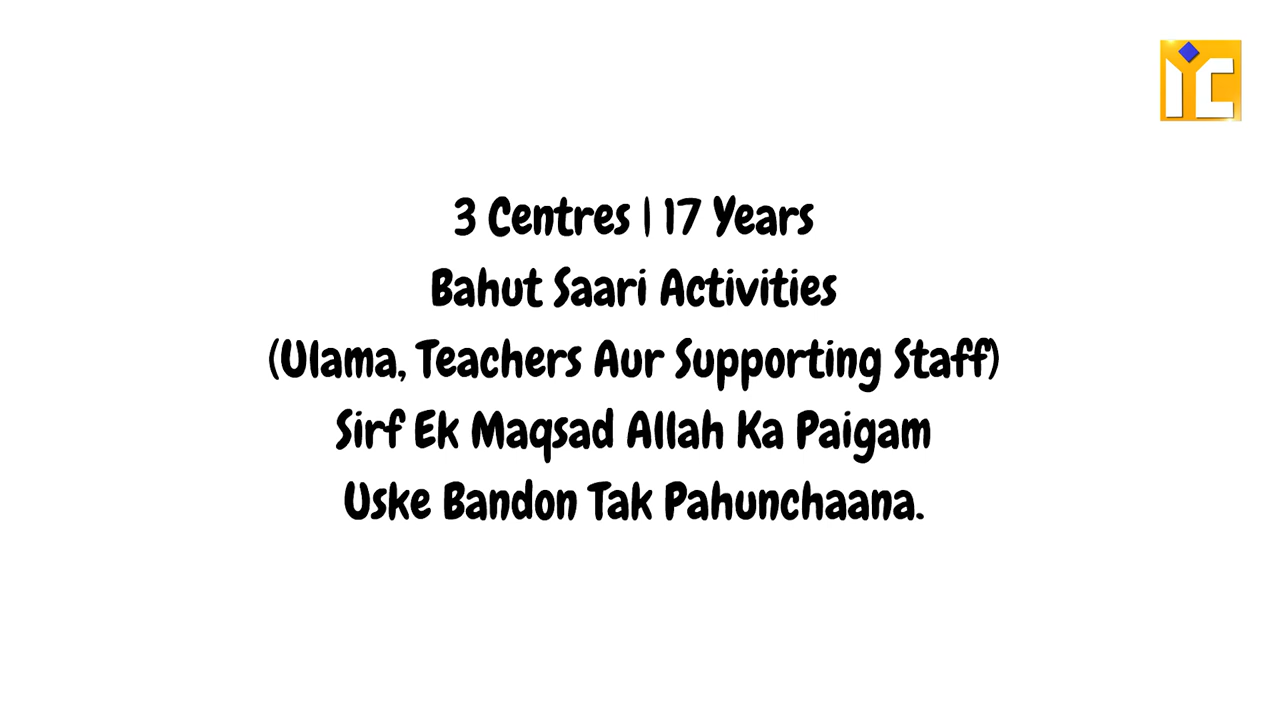 iYC
3 Centres | 17 Years
Bahut Saari Activities
(Ulama, Teachers Aur Supporting Staff)
Sirf Ek Maqsad Allah Ka Paigam
Uske Bandon Tak Pahunchaana.